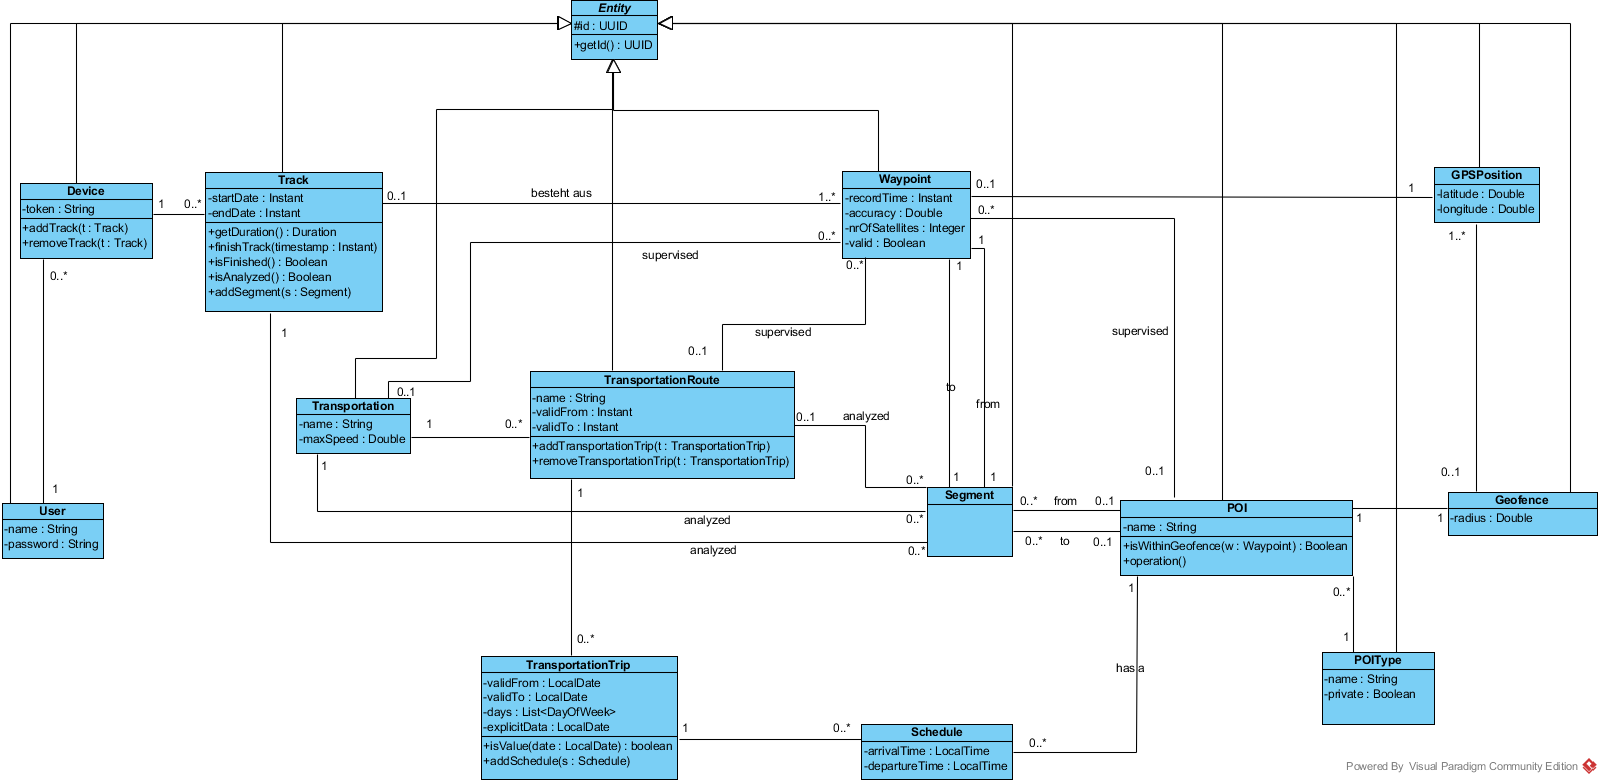 Entity
#id : UUID
+getId() : UUID
Device
-token : String
+addTrack(t : Track)
+removeTrack(t : Track)
1
0..*
0..*
Track
-startDate : Instant
-endDate : Instant
+getDuration() : Duration
+finishTrack(timestamp : Instant)
+isFinished() : Boolean
+isAnalyzed() : Boolean
+addSegment(s : Segment)
0..1
besteht aus
1..*
1
Waypoint
-recordTime : Instant
-accuracy : Double
-nrOfSatellites : Integer
-valid : Boolean
0..1
1
0..*
0..*
supervised
0..*
1
1
GPSPosition
-latitude : Double
-longitude : Double
1..*
supervised
0..1
supervised
0..1
Transportation
-name : String
-maxSpeed : Double
1
0..*
1
TransportationRoute
-name : String
-validFrom : Instant
-validTo : Instant
+addTransportationTrip(t : TransportationTrip)
+removeTransportationTrip(t : TransportationTrip)
0..1
analyzed
0..*
1
to
from
1
1
0..1
0..1
User
-name : String
-password : String
1
Segment
analyzed
0..*
analyzed
0..*
0..*
from
0..1
0..*
to
0..1
POI
-name : String
+isWithinGeofence(w : Waypoint) : Boolean
+operation()
1
1
Geofence
-radius : Double
1
has a
0..*
1
POIType
-name : String
-private : Boolean
0..*
TransportationTrip
-validFrom : LocalDate
-validTo : LocalDate
-days : List<DayOfWeek>
-explicitData : LocalDate
+isValue(date : LocalDate) : boolean
+addSchedule(s : Schedule)
1
0..*
Schedule
-arrivalTime : LocalTime
-departureTime : LocalTime
0..*
Powered By Visual Paradigm Community Edition